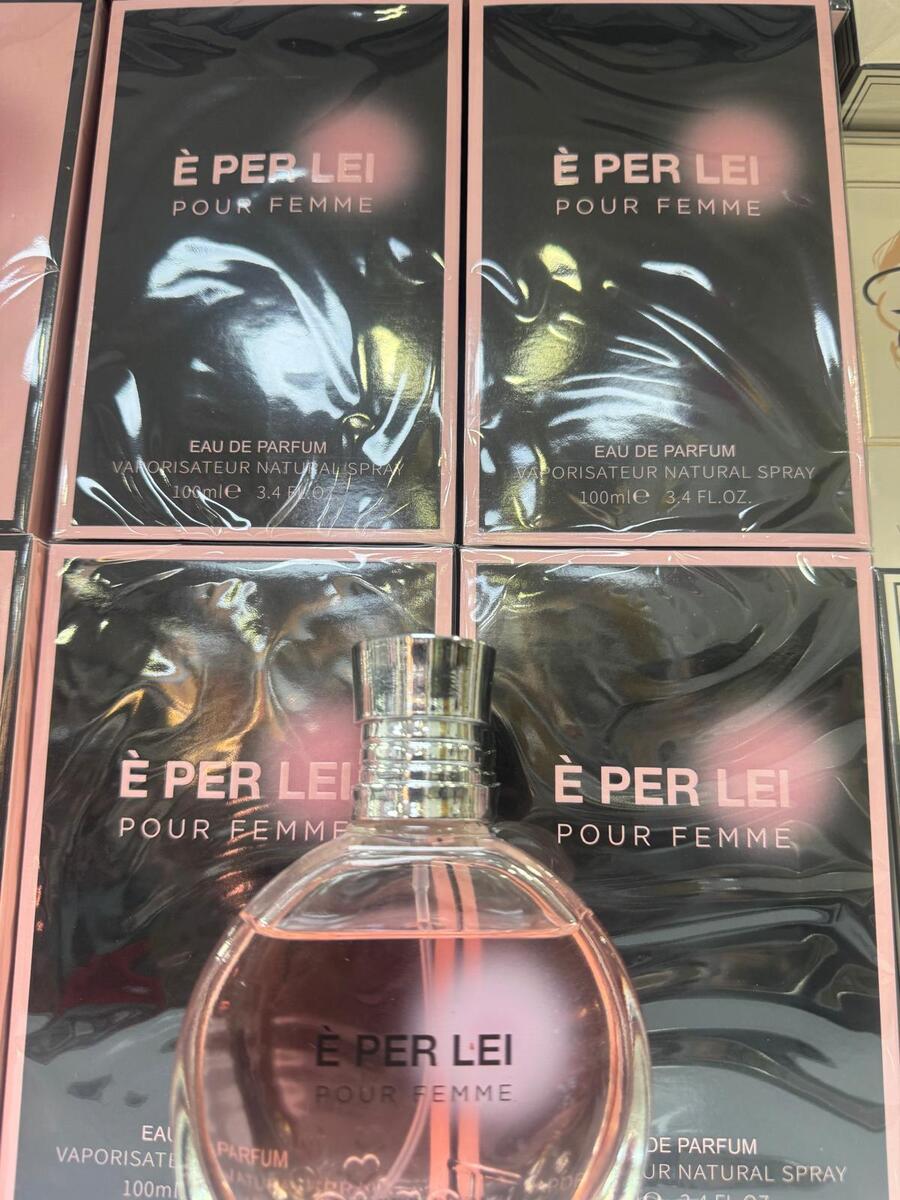 È PER LEI
POUR FEMME
EAU DE PARFUM
VAPORISATEUR NATURAL SPRAY
100ml℮ 3.4 FL.OZ.
È PER LEI
POUR FEMME
EAU DE PARFUM
VAPORISATEUR NATURAL SPRAY
100ml℮ 3.4 FL.OZ.
È PER LEI
POUR FEMME
PARFUM
100ml
È PER LEI
POUR FEMME
DE PARFUM
NATURAL SPRAY
È PER LEI
POUR FEMME